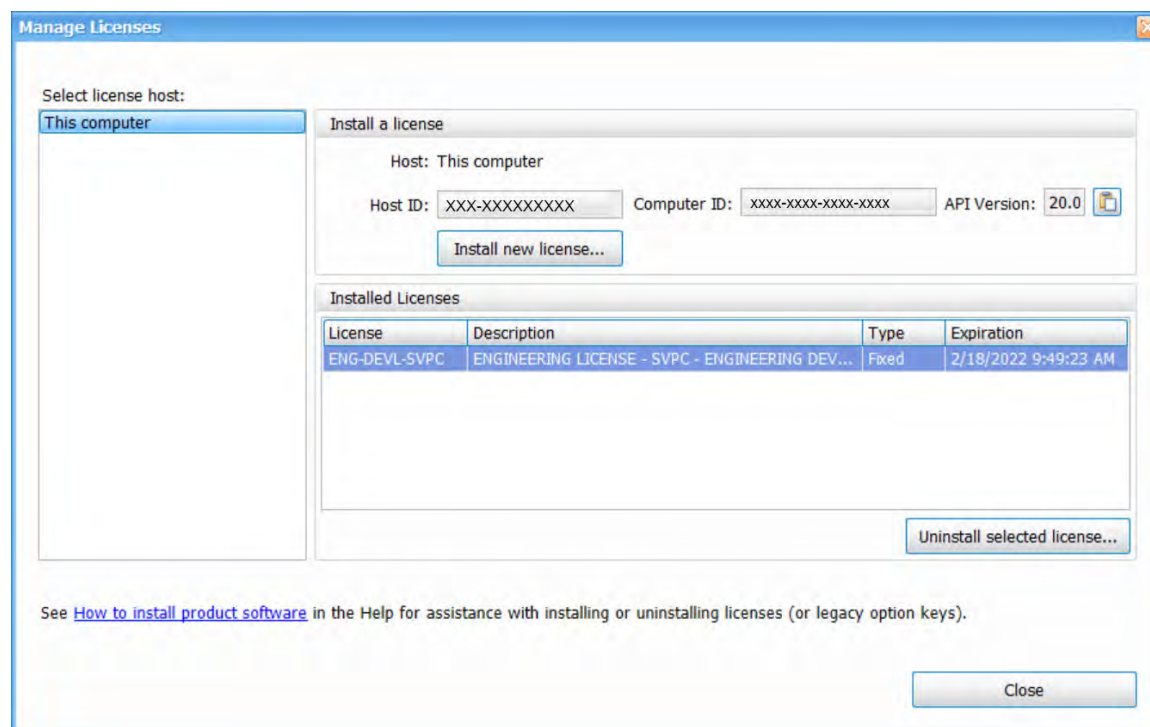 Manage Licenses
Select license host:
This computer
Install a license
Host: This computer
Host ID: XXX-XXXXXXXXX Computer ID: xxxx-xxxx-xxxx-xxxx API Version: 20.0
Install new license...
Installed Licenses
License Description Type Expiration
ENG-DEVL-SVPC ENGINEERING LICENSE - SVPC - ENGINEERING DEV... Fixed 2/18/2022 9:49:23 AM
Uninstall selected license...
See How to install product software in the Help for assistance with installing or uninstalling licenses (or legacy option keys).
Close